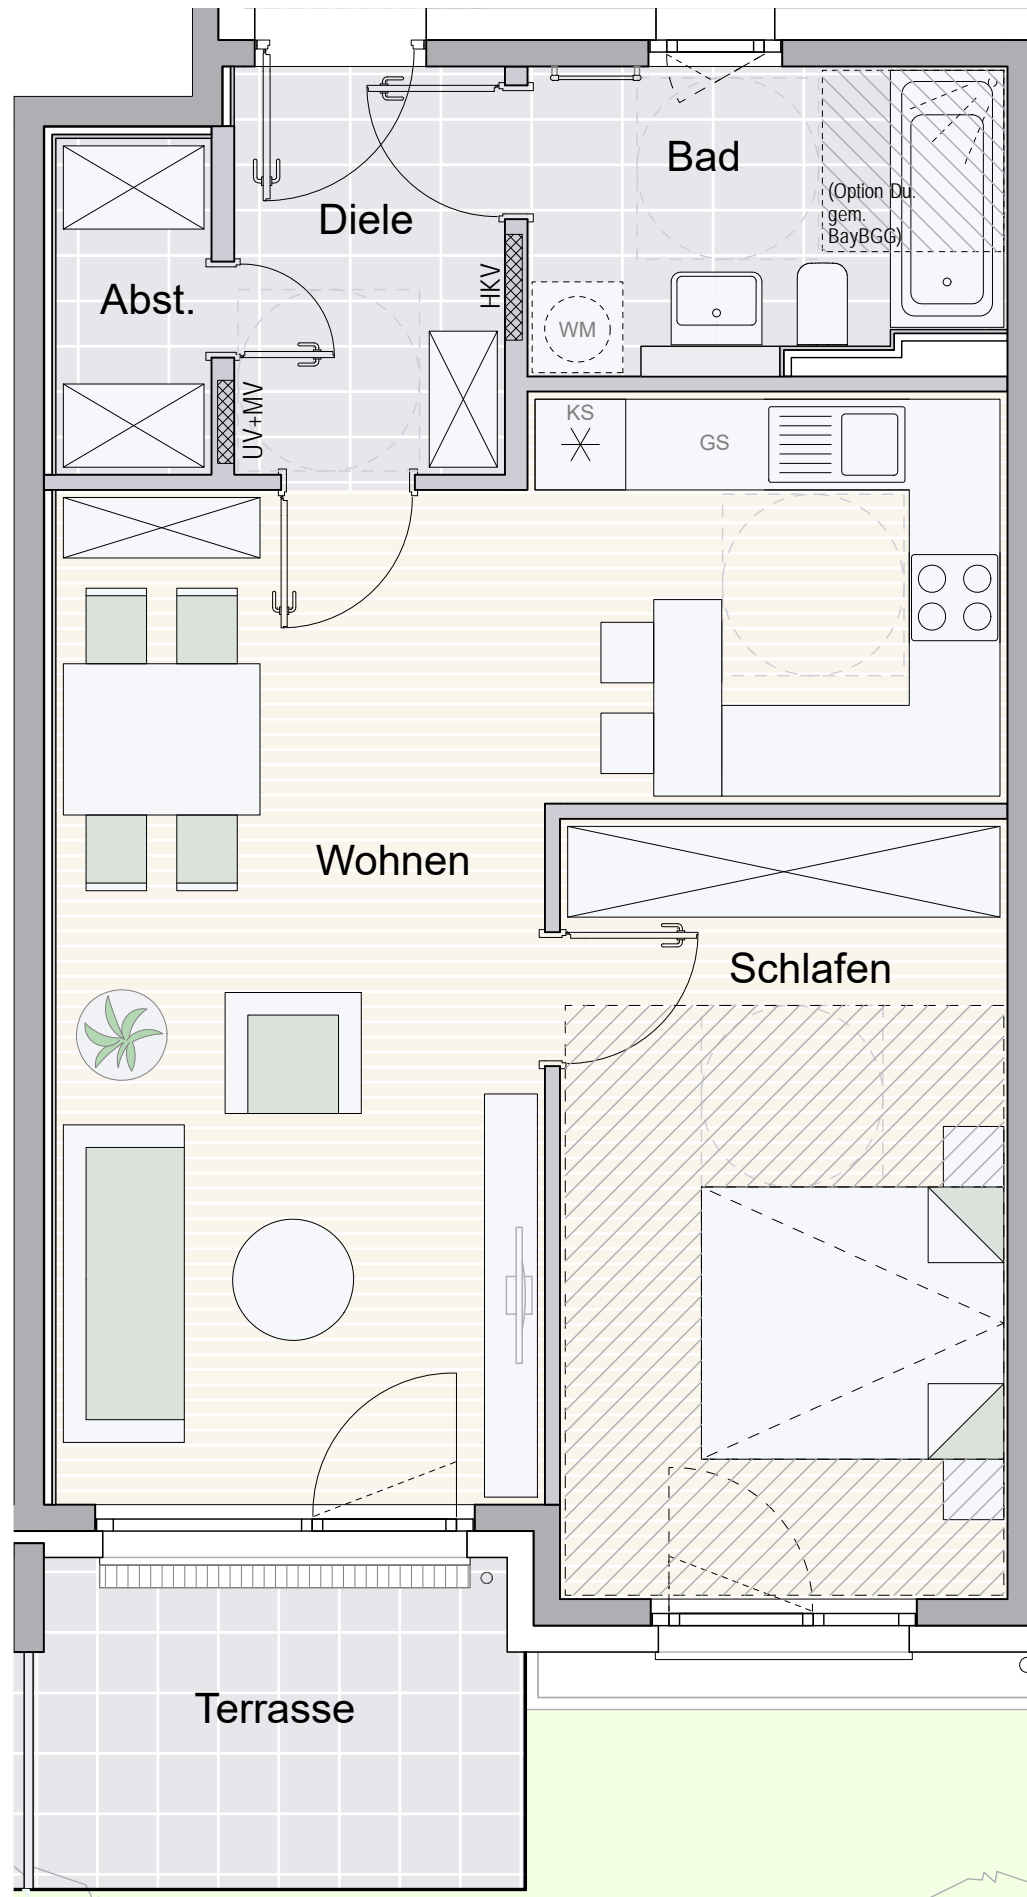 Bad
(Option Du.
gem.
BayBGG)
Diele
Abst.
HKV
WM
UV+MV
KS
GS
Wohnen
Schlafen
Terrasse